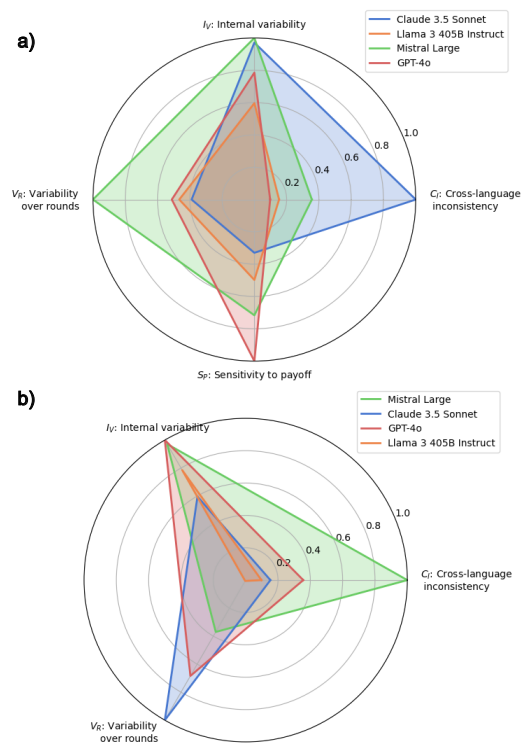 a)
I_V: Internal variability
Claude 3.5 Sonnet
Llama 3 405B Instruct
Mistral Large
GPT-4o
1.0
0.8
0.6
0.4
0.2
V_R: Variability
over rounds
C_I: Cross-language
inconsistency
S_P: Sensitivity to payoff
b)
I_V: Internal variability
Mistral Large
Claude 3.5 Sonnet
GPT-4o
Llama 3 405B Instruct
1.0
0.8
0.6
0.4
0.2
C_I: Cross-language
inconsistency
V_R: Variability
over rounds